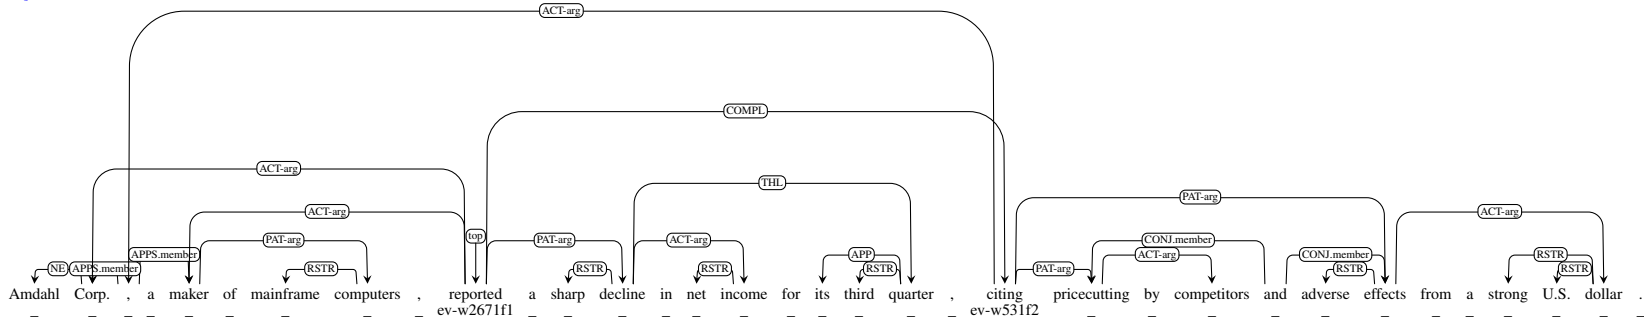 ACT-arg
COMPL
ACT-arg
THL
PAT-arg
ACT-arg ACT-arg
top
PAT-arg PAT-arg ACT-arg CONJ.member
APPS.member APP ACT-arg CONJ.member RSTR
NE APPS.member RSTR RSTR RSTR RSTR PAT-arg RSTR RSTR
Amdahl Corp. , a maker of mainframe computers , reported a sharp decline in net income for its third quarter , citing pricecutting by competitors and adverse effects from a strong U.S. dollar .
_ _ _ _ _ _ _ _ _ ev-w2671f1 _ _ _ _ _ _ _ _ _ _ _ ev-w531f2 _ _ _ _ _ _ _ _ _ _ _ _